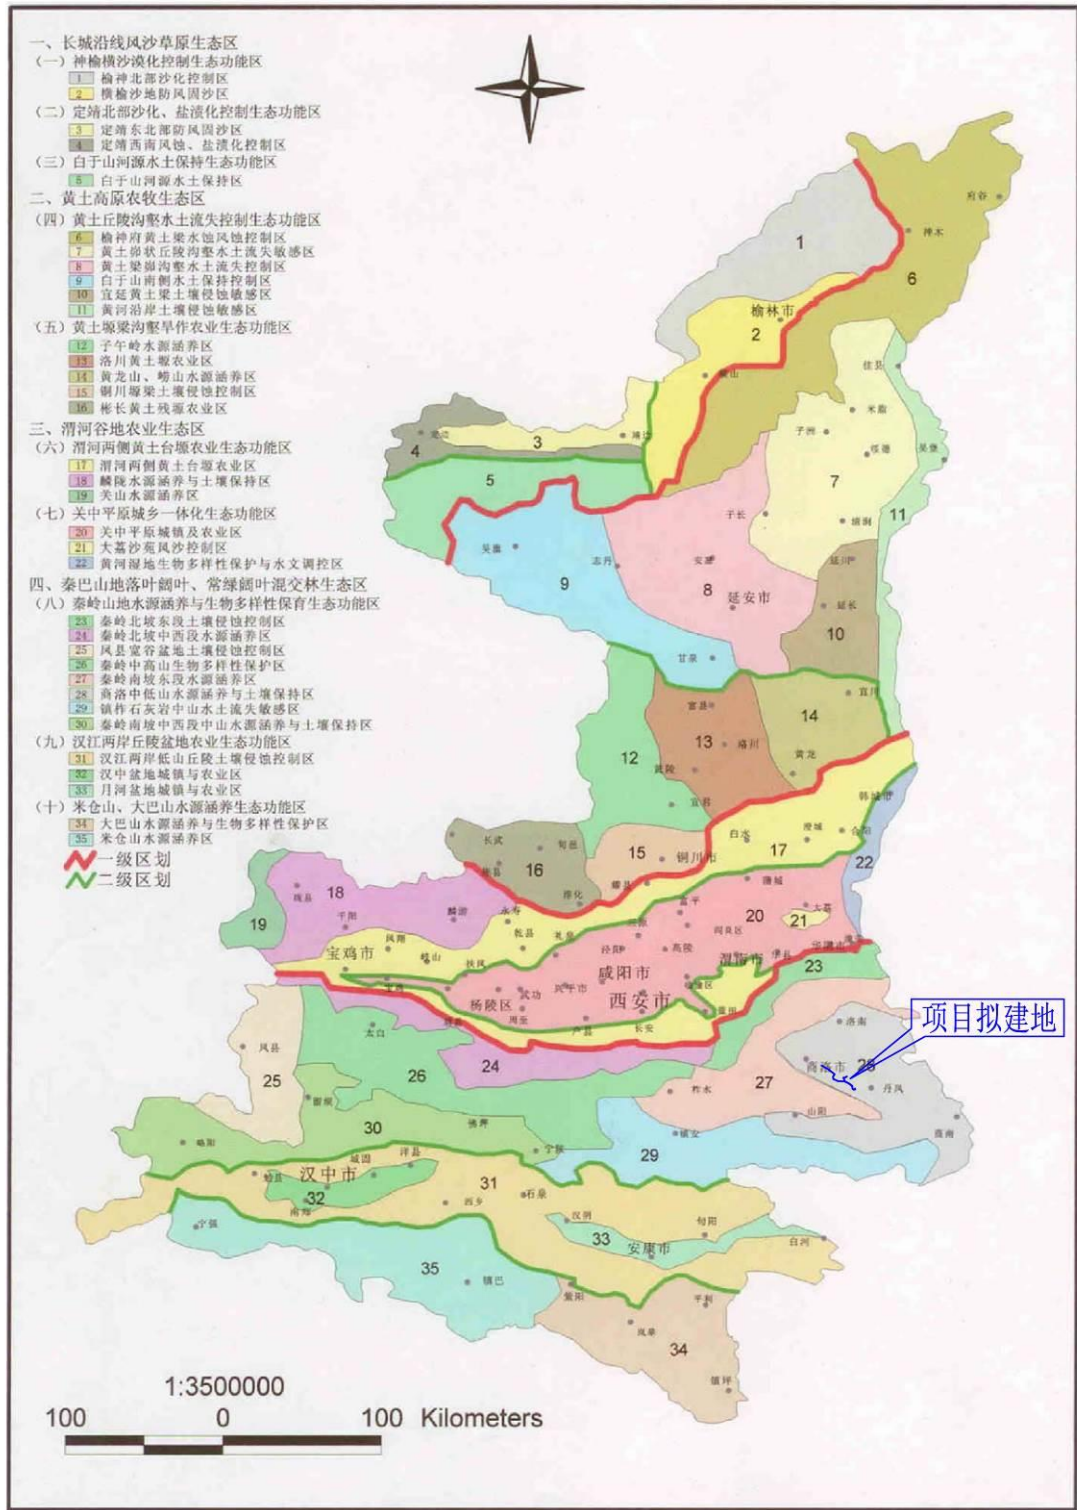 一、长城沿线风沙草原生态区
（一）神榆横沙漠化控制生态功能区
1 榆神北部沙化控制区
2 横榆沙地防风固沙区
（二）定靖北部沙化、盐渍化控制生态功能区
3 定靖东北部防风固沙区
4 定靖西南风蚀、盐渍化控制区
（三）白于山河源水土保持生态功能区
5 白于山河源水土保持区
二、黄土高原农牧生态区
（四）黄土丘陵沟壑水土流失控制生态功能区
6 榆神府黄土梁水蚀风蚀控制区
7 黄土峁状丘陵沟壑水土流失敏感区
8 黄土梁峁沟壑水土流失控制区
9 白于山南侧水土保持控制区
10 宜延黄土梁土壤侵蚀敏感区
11 黄河沿岸土壤侵蚀敏感区
（五）黄土塬梁沟壑旱作农业生态功能区
12 子午岭水源涵养区
13 洛川黄土塬农业区
14 黄龙山、崂山水源涵养区
15 铜川塬梁土壤侵蚀控制区
16 彬长黄土残塬农业区
三、渭河谷地农业生态区
（六）渭河两侧黄土台塬农业生态功能区
17 渭河两侧黄土台塬农业区
18 麟陇水源涵养与土壤保持区
19 关山水源涵养区
（七）关中平原城乡一体化生态功能区
20 关中平原城镇及农业区
21 大荔沙苑风沙控制区
22 黄河湿地生物多样性保护与水文调控区
四、秦巴山地落叶阔叶、常绿阔叶混交林生态区
（八）秦岭山地水源涵养与生物多样性保育生态功能区
23 秦岭北坡东段土壤侵蚀控制区
24 秦岭北坡中西段水源涵养区
25 凤县宽谷盆地土壤侵蚀控制区
26 秦岭中高山生物多样性保护区
27 秦岭南坡东段水源涵养区
28 商洛中低山水源涵养与土壤保持区
29 镇柞石灰岩中山水土流失敏感区
30 秦岭南坡中西段中山水源涵养与土壤保持区
（九）汉江两岸丘陵盆地农业生态功能区
31 汉江两岸低山丘陵土壤侵蚀控制区
32 汉中盆地城镇与农业区
33 月河盆地城镇与农业区
（十）米仓山、大巴山水源涵养生态功能区
34 大巴山水源涵养与生物多样性保护区
35 米仓山水源涵养区
一级区划
二级区划
府谷
1
神木
6
榆林市
2
佳县
米脂
子洲
绥德
吴堡
4
定边
3
靖边
5
7
11
子长
清涧
吴旗
志丹
安塞
延川
9
8
延安市
延长
10
甘泉
宜川
富县
14
12
13
洛川
黄陵
黄龙
宜君
韩城市
长武
旬邑
彬县
16
15
铜川市
白水
澄城
合阳
17
22
耀县
淳化
蒲城
18
陇县
千阳
麟游
永寿
19
富平
大荔
20
21
三原
乾县
礼泉
阎良区
凤翔
宝鸡市
岐山
扶风
泾阳
高陵
渭南市
华县
23
咸阳市
兴平市
杨陵区
武功
西安市
周至
户县
长安
太白
24
26
凤县
25
洛南
项目拟建地
商洛市
28
27
丹凤
柞水
山阳
商南
30
佛坪
略阳
宁陕
镇安
29
洋县
城固
勉县
汉中市
31
石泉
32
南郑
西乡
汉阴
旬阳
宁强
33
安康市
白河
35
镇巴
紫阳
平利
岚皋
34
镇坪
1:3500000
100 0 100 Kilometers